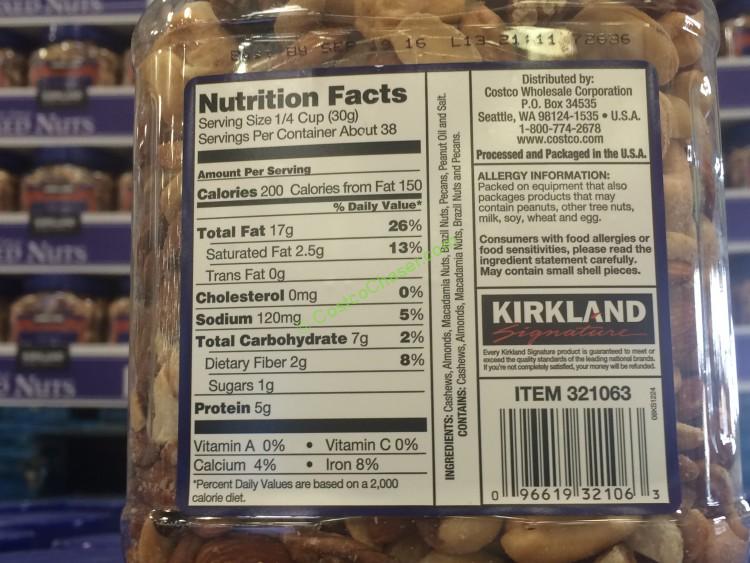 BEST BY SEP 19 16 L13 21:11 78636
Nutrition Facts
Serving Size 1/4 Cup (30g)
Servings Per Container About 38
Amount Per Serving
Calories 200 Calories from Fat 150
% Daily Value*
Total Fat 17g 26%
Saturated Fat 2.5g 13%
Trans Fat 0g
Cholesterol 0mg 0%
Sodium 120mg 5%
Total Carbohydrate 7g 2%
Dietary Fiber 2g 8%
Sugars 1g
Protein 5g
Vitamin A 0% • Vitamin C 0%
Calcium 4% • Iron 8%
*Percent Daily Values are based on a 2,000
calorie diet.
INGREDIENTS: Cashews, Almonds, Macadamia Nuts, Brazil Nuts, Pecans, Peanut Oil and Salt.
CONTAINS: Cashews, Almonds, Macadamia Nuts, Brazil Nuts and Pecans.
Distributed by:
Costco Wholesale Corporation
P.O. Box 34535
Seattle, WA 98124-1535 • U.S.A.
1-800-774-2678
www.costco.com
Processed and Packaged in the U.S.A.
ALLERGY INFORMATION:
Packed on equipment that also
packages products that may
contain peanuts, other tree nuts,
milk, soy, wheat and egg.
Consumers with food allergies or
food sensitivities, please read the
ingredient statement carefully.
May contain small shell pieces.
KIRKLAND
Signature
Every Kirkland Signature product is guaranteed to meet or
exceed the quality standards of the leading national brands.
If you're not completely satisfied, your money will be refunded.
ITEM 321063
0 96619 32106 3
08KS1224
© CostcoChaser.com
MIXED NUTS
NUTS
NUTS